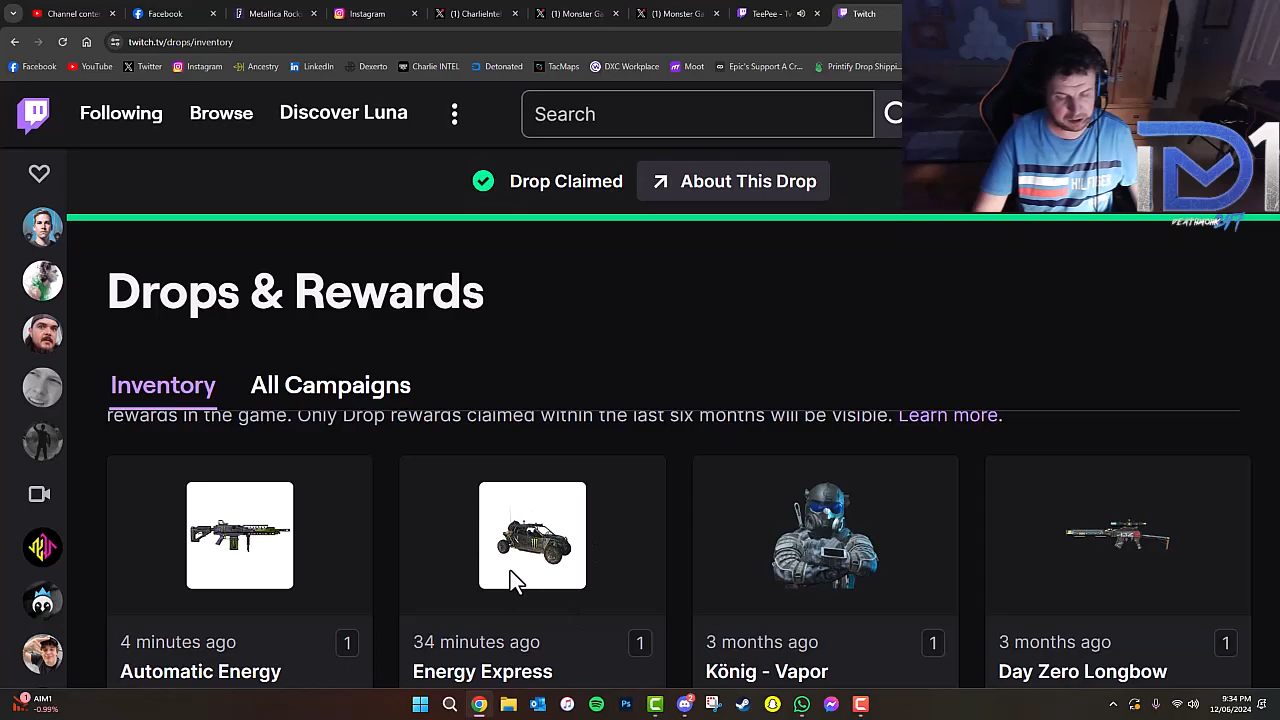 (1) content
Facebook
Metallica Rock
Instagram
(1) CharlieInte
(1) Monster Ga
(1) Monster G
TeePee - Tw
Twitch
twitch.tv/drops/inventory
Facebook
YouTube
Twitter
Instagram
Ancestry
LinkedIn
Dexerto
Charlie INTEL
Detonated
TacMaps
DXC Workplace
Moot
Epic's Support A Cr...
Printify Drop Shippi...
Following
Browse
Discover Luna
Search
Drop Claimed
About This Drop
HILFIGER
Drops & Rewards
Inventory
All Campaigns
rewards in the game. Only Drop rewards claimed within the last six months will be visible. Learn more.
4 minutes ago
1
Automatic Energy
34 minutes ago
1
Energy Express
3 months ago
1
König - Vapor
3 months ago
1
Day Zero Longbow
AIM1
-0.99%
9:34 PM
12/06/2024